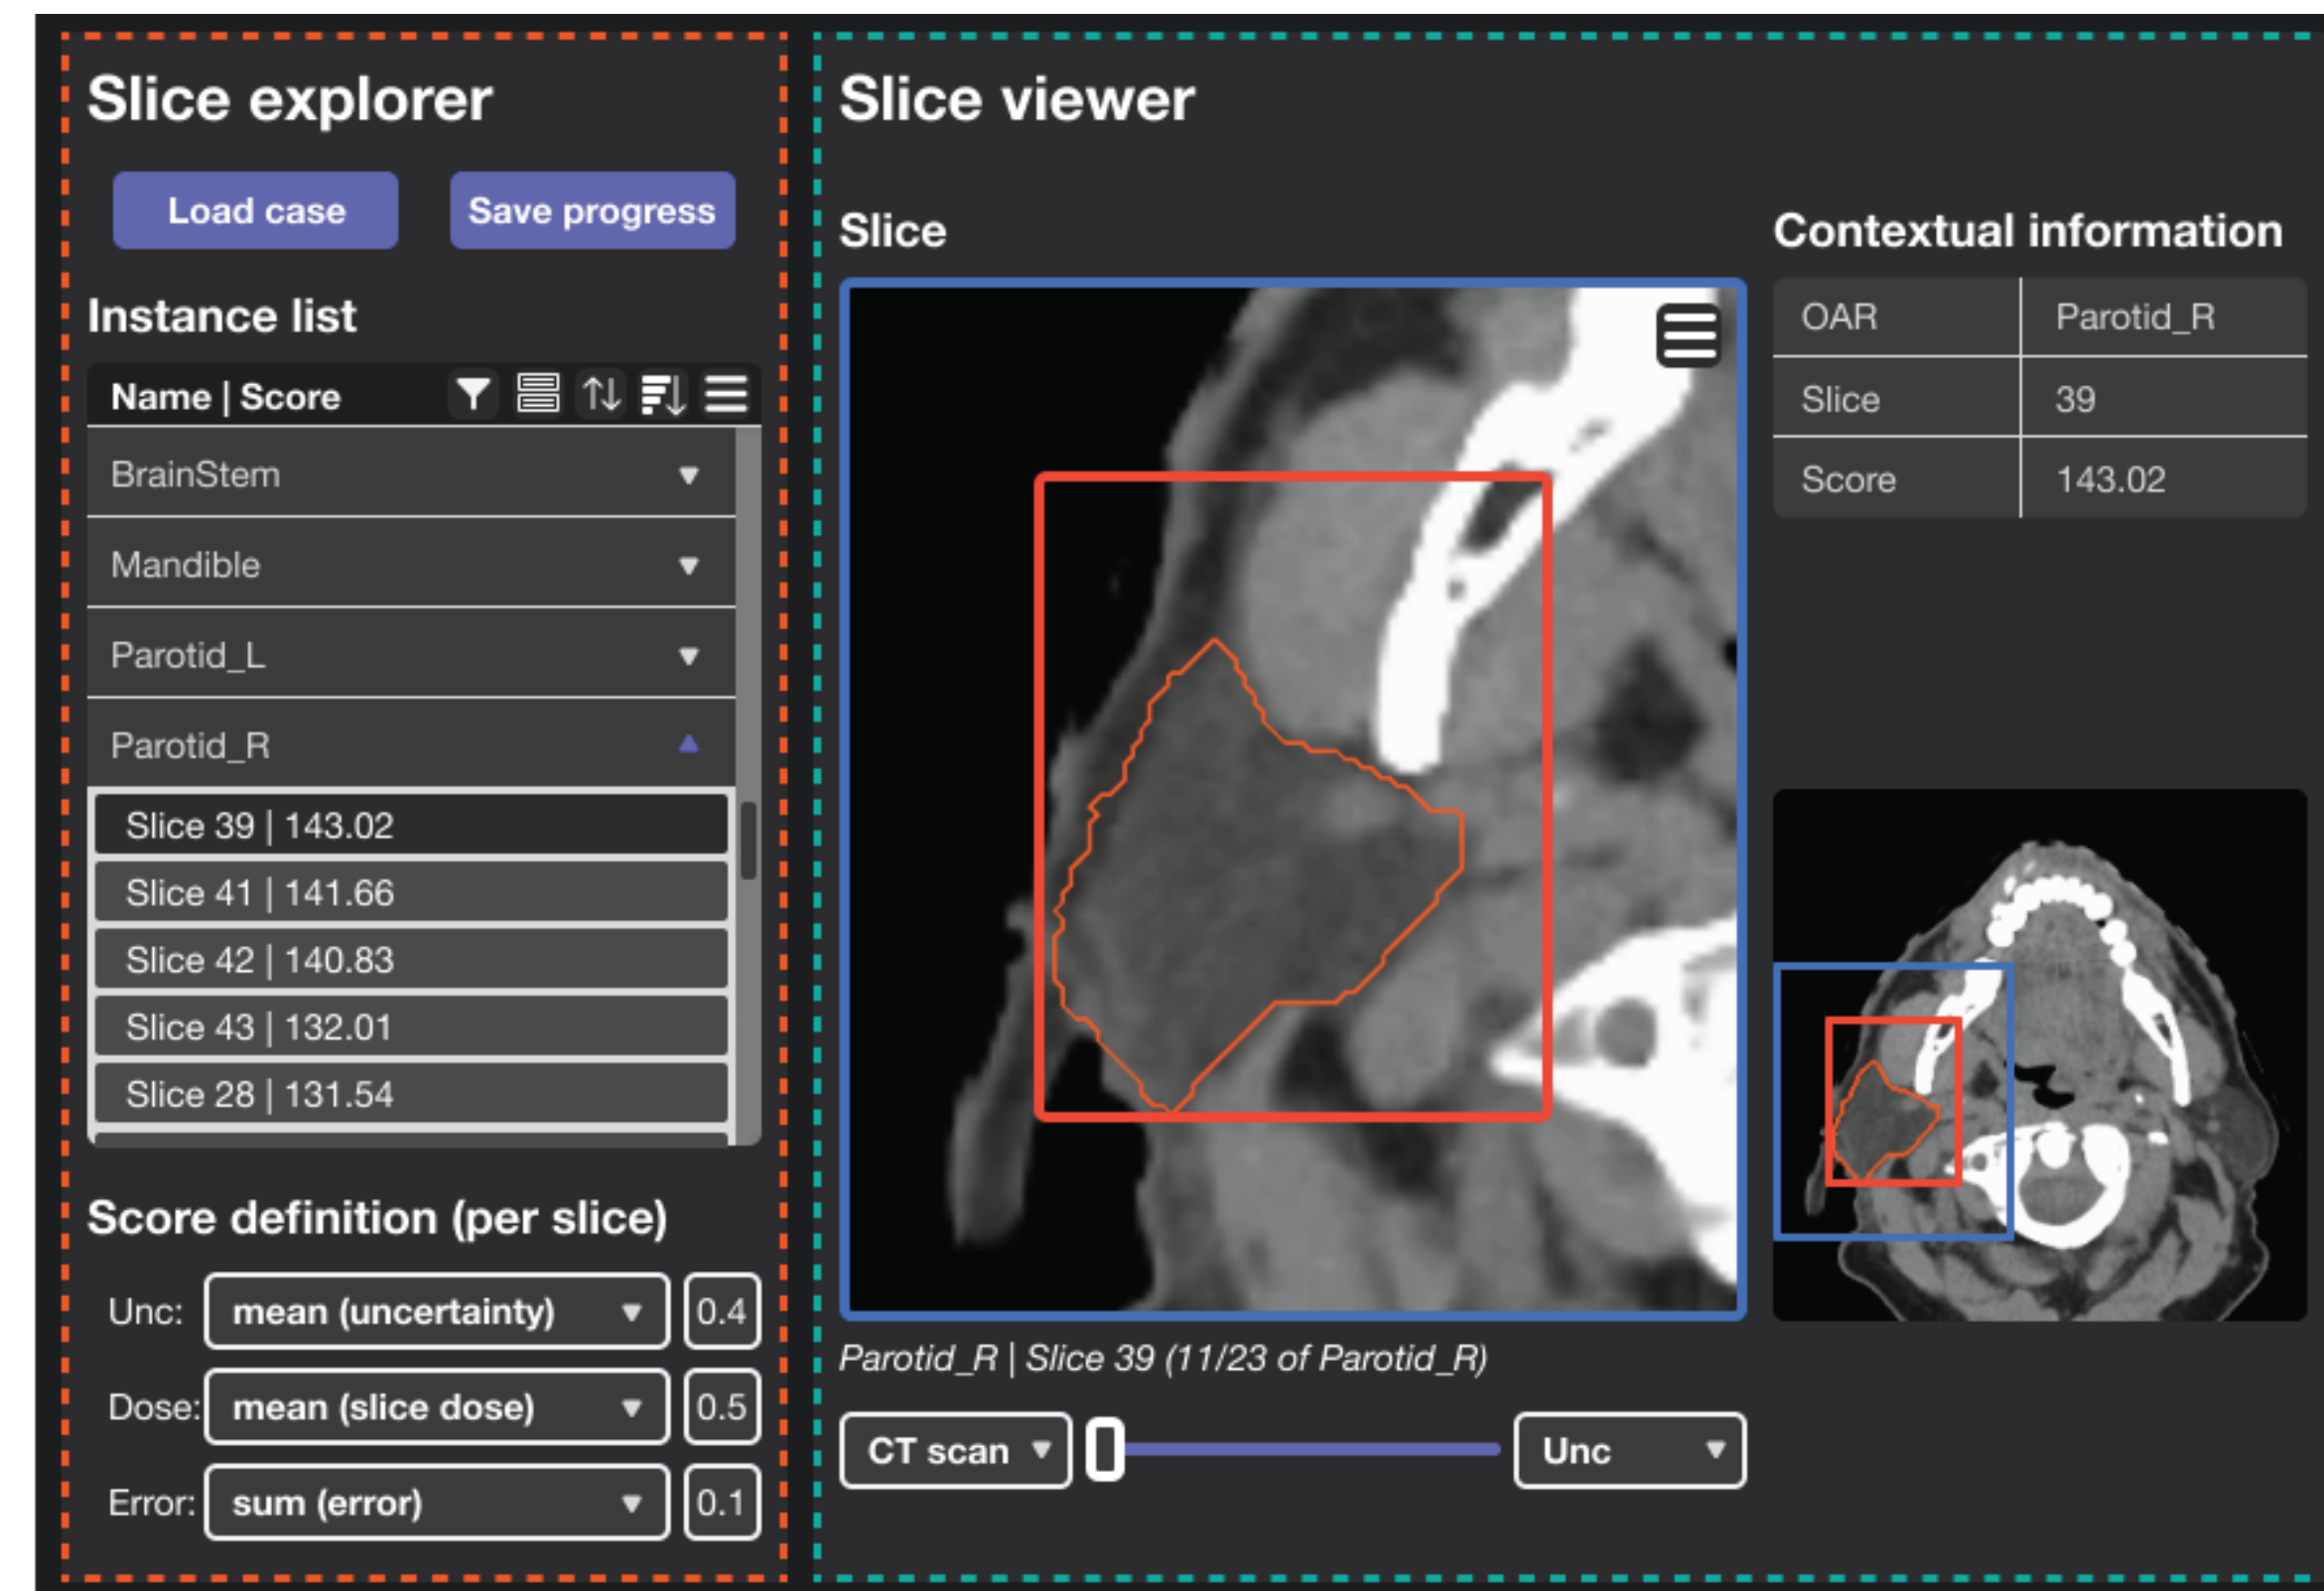 Slice explorer
Load case
Save progress
Instance list
Name | Score
BrainStem
Mandible
Parotid_L
Parotid_R
Slice 39 | 143.02
Slice 41 | 141.66
Slice 42 | 140.83
Slice 43 | 132.01
Slice 28 | 131.54
Score definition (per slice)
Unc: mean (uncertainty) 0.4
Dose: mean (slice dose) 0.5
Error: sum (error) 0.1
Slice viewer
Slice
Parotid_R | Slice 39 (11/23 of Parotid_R)
CT scan
Unc
Contextual information
OAR Parotid_R
Slice 39
Score 143.02